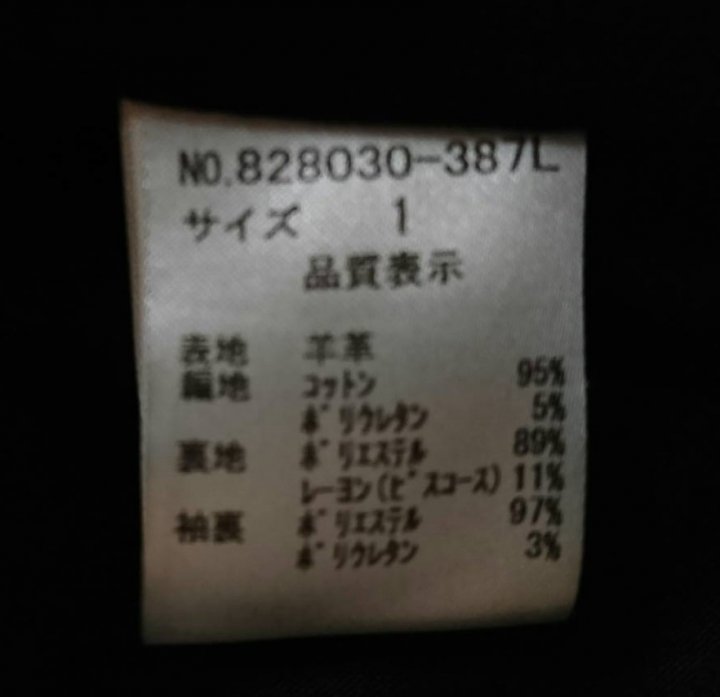 NO.828030-387L
サイズ 1
品質表示
表地 羊革
編地 コットン 95%
ポリウレタン 5%
裏地 ポリエステル 89%
レーヨン(ビスコース) 11%
袖裏 ポリエステル 97%
ポリウレタン 3%